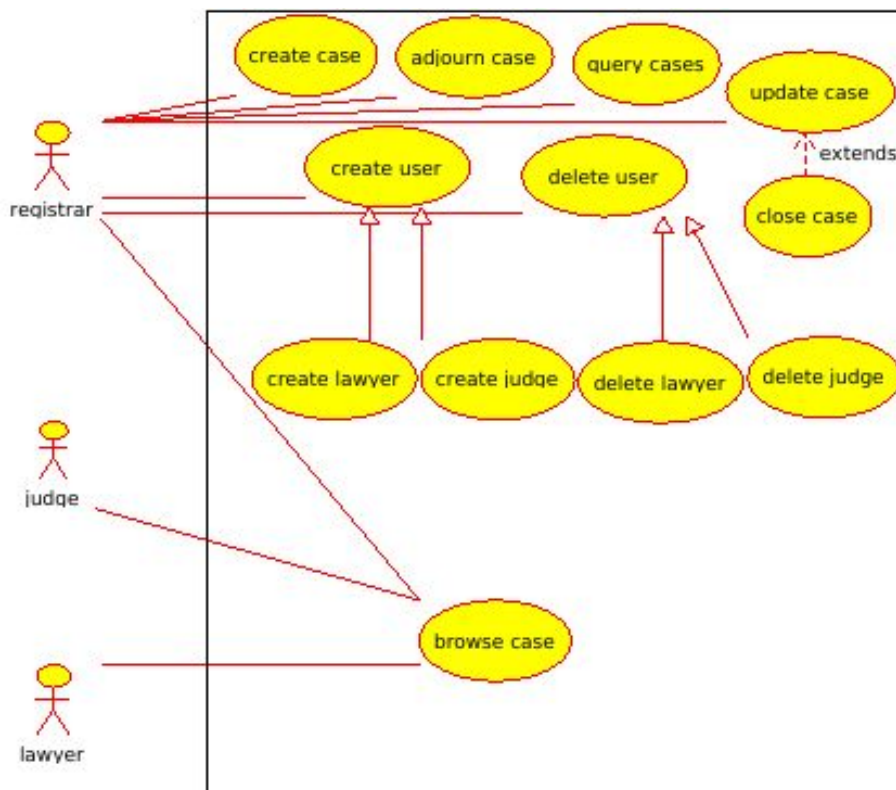 create case
adjourn case
query cases
update case
extends
create user
delete user
close case
registrar
create lawyer
create judge
delete lawyer
delete judge
judge
browse case
lawyer